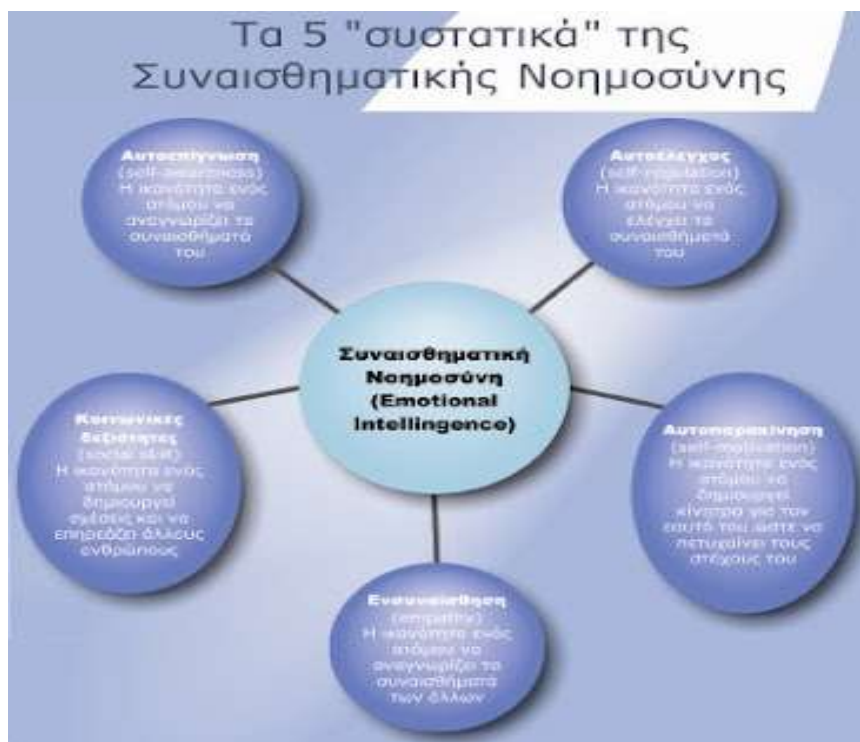 Τα 5 "συστατικά" της
Συναισθηματικής Νοημοσύνης
Αυτοεπίγνωση
(self-awareness)
Η ικανότητα ενός
ατόμου να
αναγνωρίζει τα
συναισθήματά
του
Αυτοέλεγχος
(self-regulation)
Η ικανότητα ενός
ατόμου να
ελέγχει τα
συναισθήματά
του
Συναισθηματική
Νοημοσύνη
(Emotional
Intellingence)
Κοινωνικές
δεξιότητες
(social skill)
Η ικανότητα ενός
ατόμου να
δημιουργεί
σχέσεις και να
επηρεάζει άλλους
ανθρώπους
Αυτοπαρακίνηση
(self-motivation)
Η ικανότητα ενός
ατόμου να
δημιουργεί
κίνητρα για τον
εαυτό του ώστε να
πετυχαίνει τους
στόχους του
Ενσυναίσθηση
(empathy)
Η ικανότητα ενός
ατόμου να
αναγνωρίζει τα
συναισθήματά
των άλλων